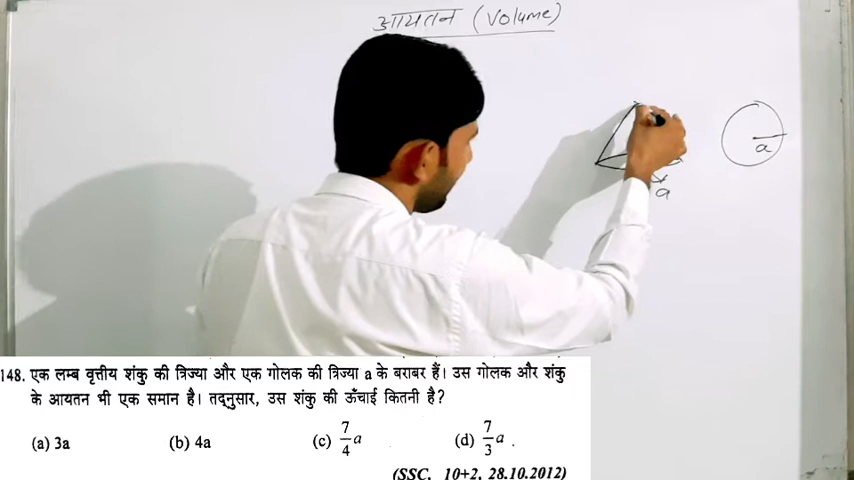 आयतन (Volume)
a
a
148. एक लम्ब वृत्तीय शंकु की त्रिज्या और एक गोलक की त्रिज्या a के बराबर हैं। उस गोलक और शंकु
के आयतन भी एक समान है। तद्नुसार, उस शंकु की ऊँचाई कितनी है?
(a) 3a (b) 4a (c) 7/4 a (d) 7/3 a .
(SSC, 10+2, 28.10.2012)